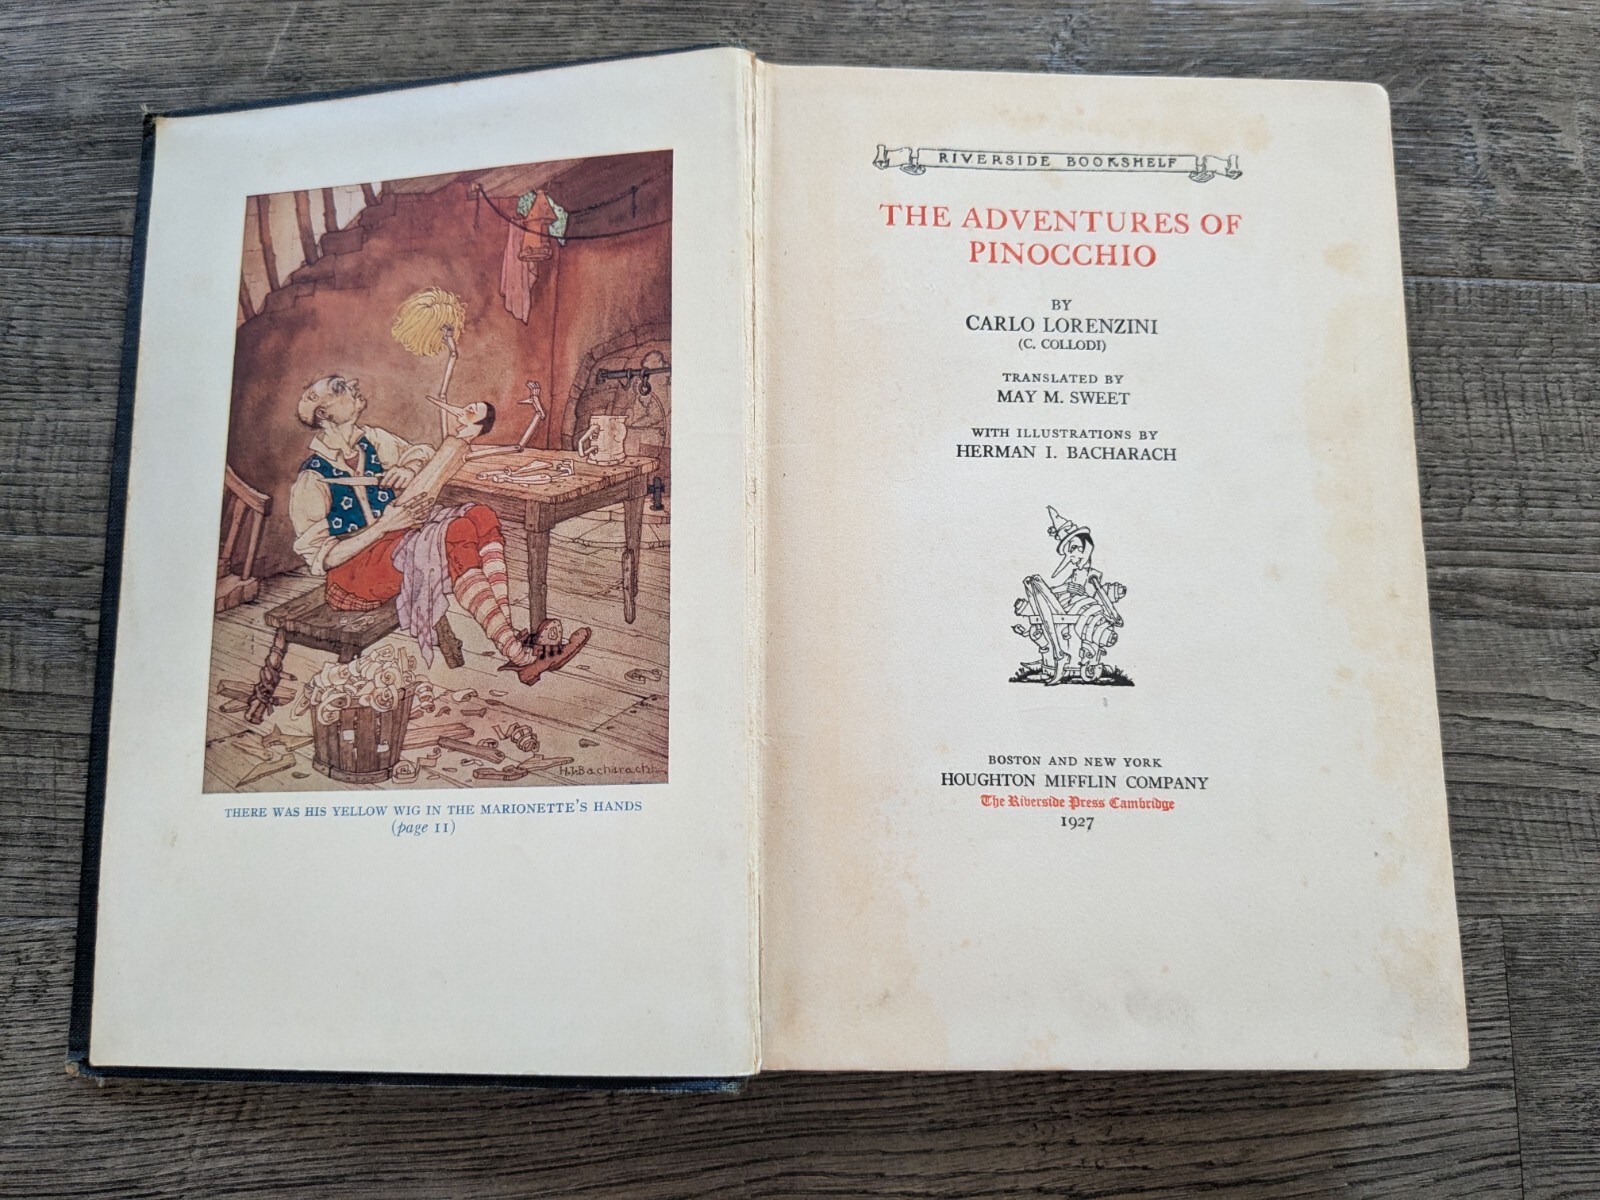 H. I. Bacharach
THERE WAS HIS YELLOW WIG IN THE MARIONETTE'S HANDS
(page 11)
RIVERSIDE BOOKSHELF
THE ADVENTURES OF
PINOCCHIO
BY
CARLO LORENZINI
(C. COLLODI)
TRANSLATED BY
MAY M. SWEET
WITH ILLUSTRATIONS BY
HERMAN I. BACHARACH
BOSTON AND NEW YORK
HOUGHTON MIFFLIN COMPANY
The Riverside Press Cambridge
1927